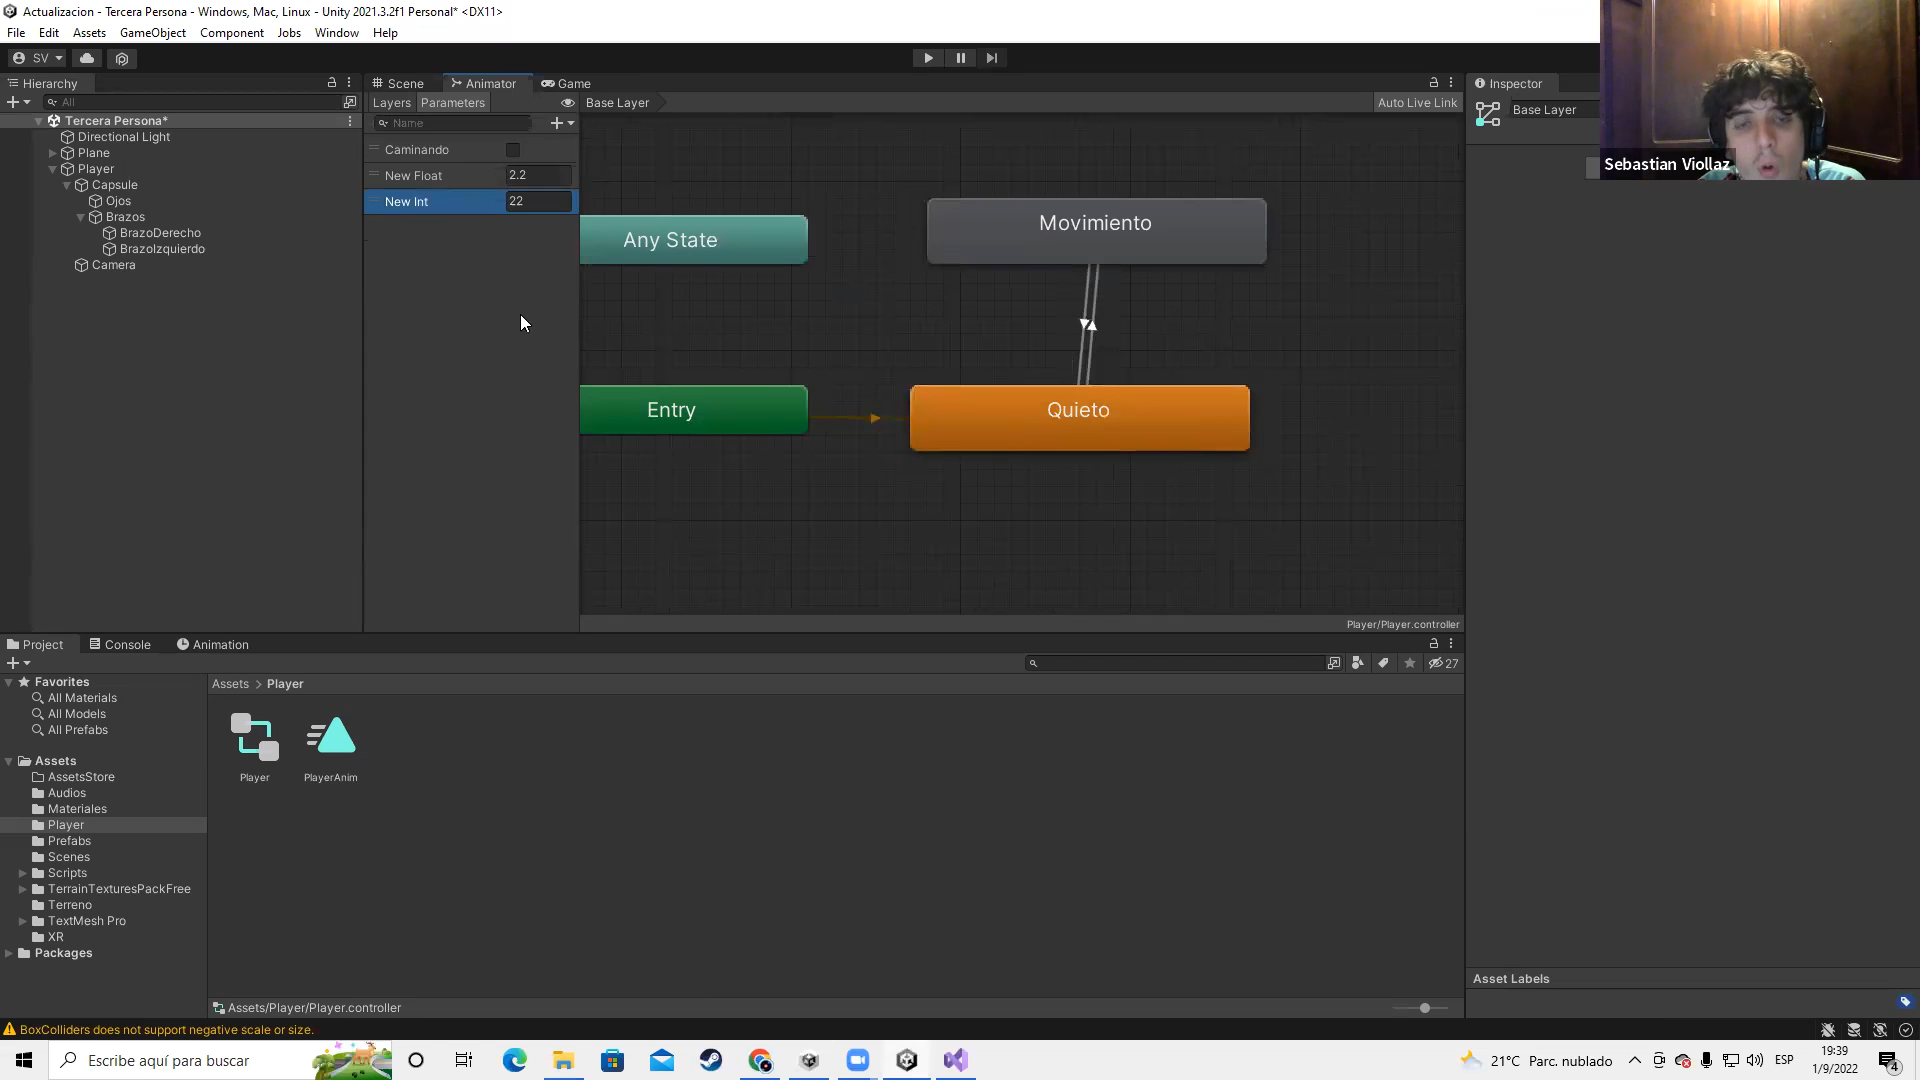 Actualizacion - Tercera Persona - Windows, Mac, Linux - Unity 2021.3.2f1 Personal* <DX11>
File Edit Assets GameObject Component Jobs Window Help
SV
Hierarchy
All
Tercera Persona*
Directional Light
Plane
Player
Capsule
Ojos
Brazos
BrazoDerecho
BrazoIzquierdo
Camera
Scene Animator Game
Layers Parameters
Base Layer
Auto Live Link
Name
Caminando
New Float 2.2
New Int 22
Any State
Movimiento
Entry
Quieto
Player/Player.controller
Inspector
Base Layer
Sebastian Viollaz
Asset Labels
Project Console Animation
27
Favorites
All Materials
All Models
All Prefabs
Assets
AssetsStore
Audios
Materiales
Player
Prefabs
Scenes
Scripts
TerrainTexturesPackFree
Terreno
TextMesh Pro
XR
Packages
Assets > Player
Player
PlayerAnim
Assets/Player/Player.controller
BoxColliders does not support negative scale or size.
Escribe aquí para buscar
21°C Parc. nublado
ESP
19:39
1/9/2022
4